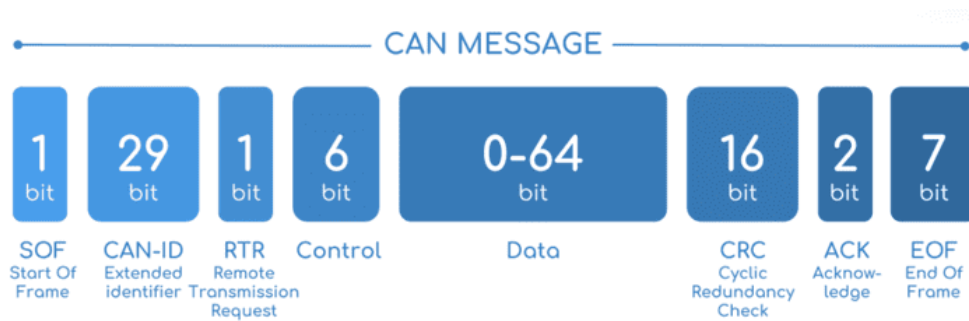 CAN MESSAGE
1 29 1 6 0-64 16 2 7
bit bit bit bit bit bit bit bit
SOF CAN-ID RTR Control Data CRC ACK EOF
Start Of Extended Remote Cyclic Acknow- End Of
Frame identifier Transmission Redundancy ledge Frame
Request Check